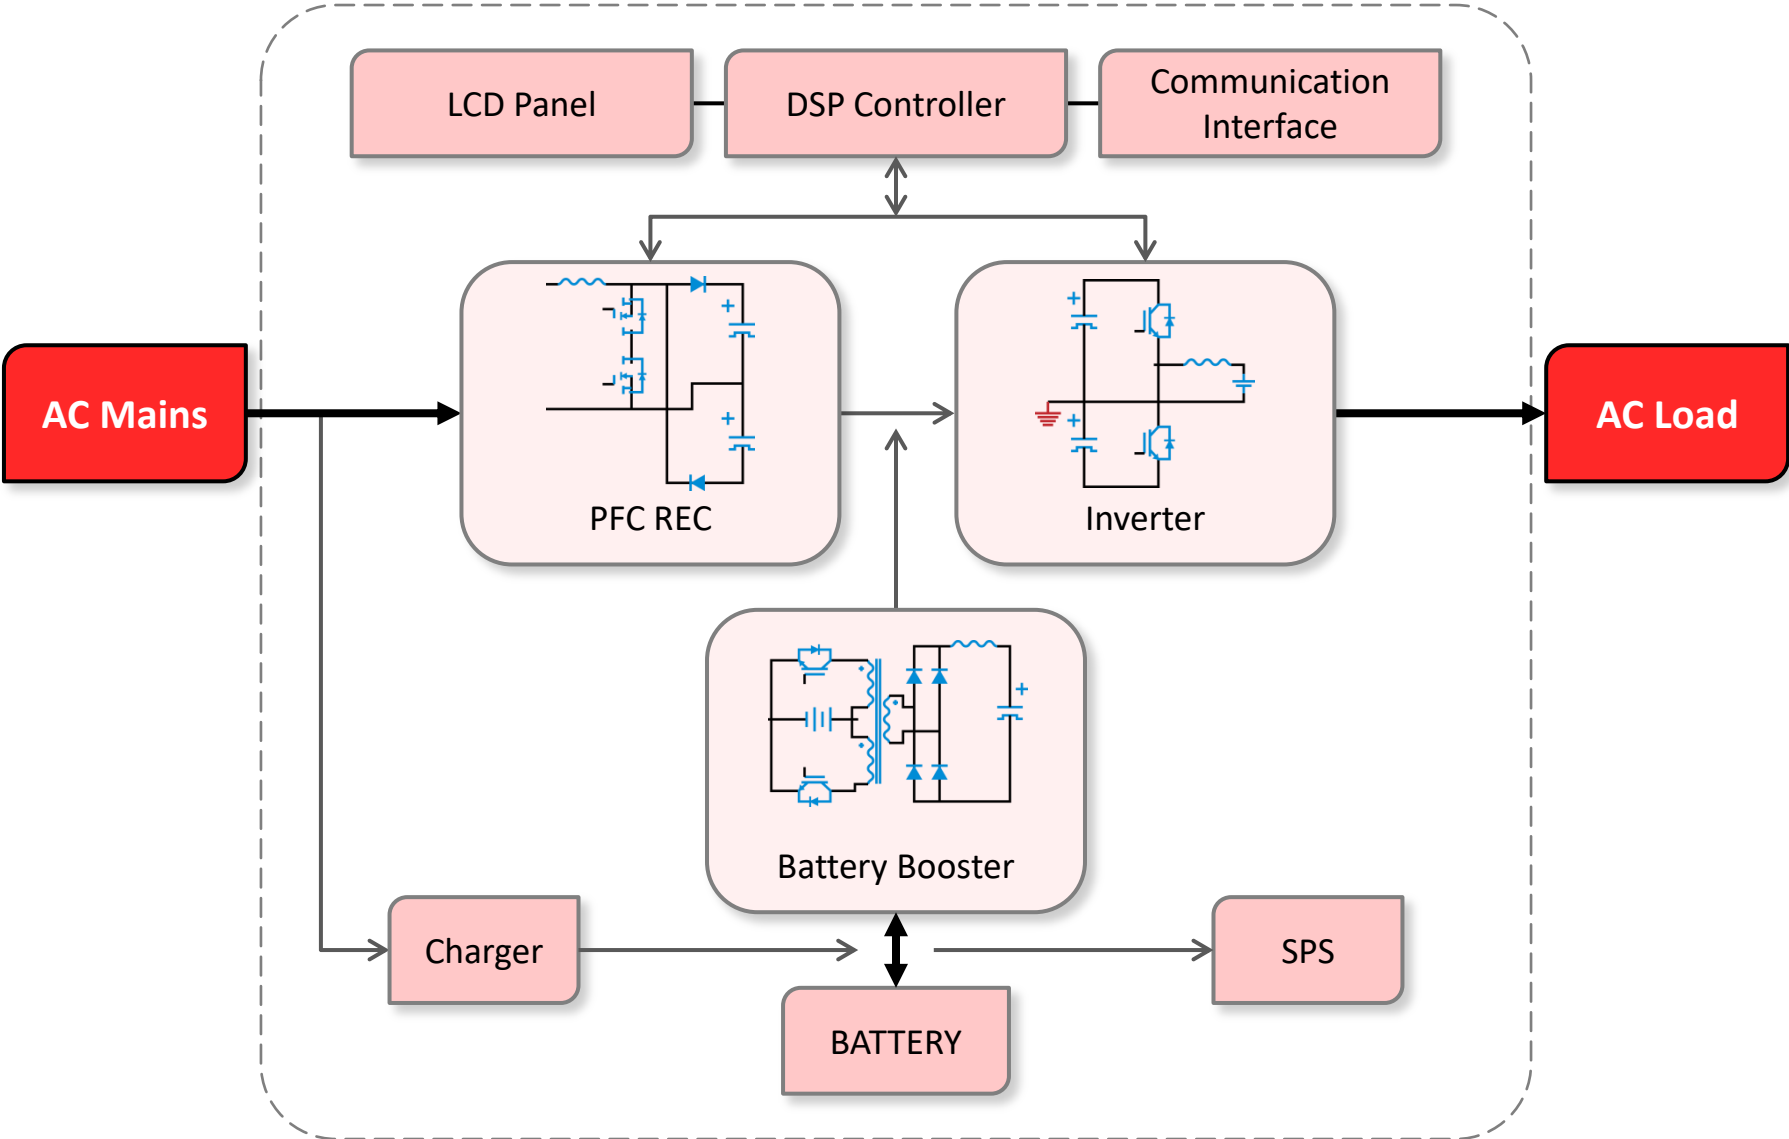 LCD Panel
DSP Controller
Communication
Interface
AC Mains
AC Load
PFC REC
Inverter
Battery Booster
Charger
SPS
BATTERY